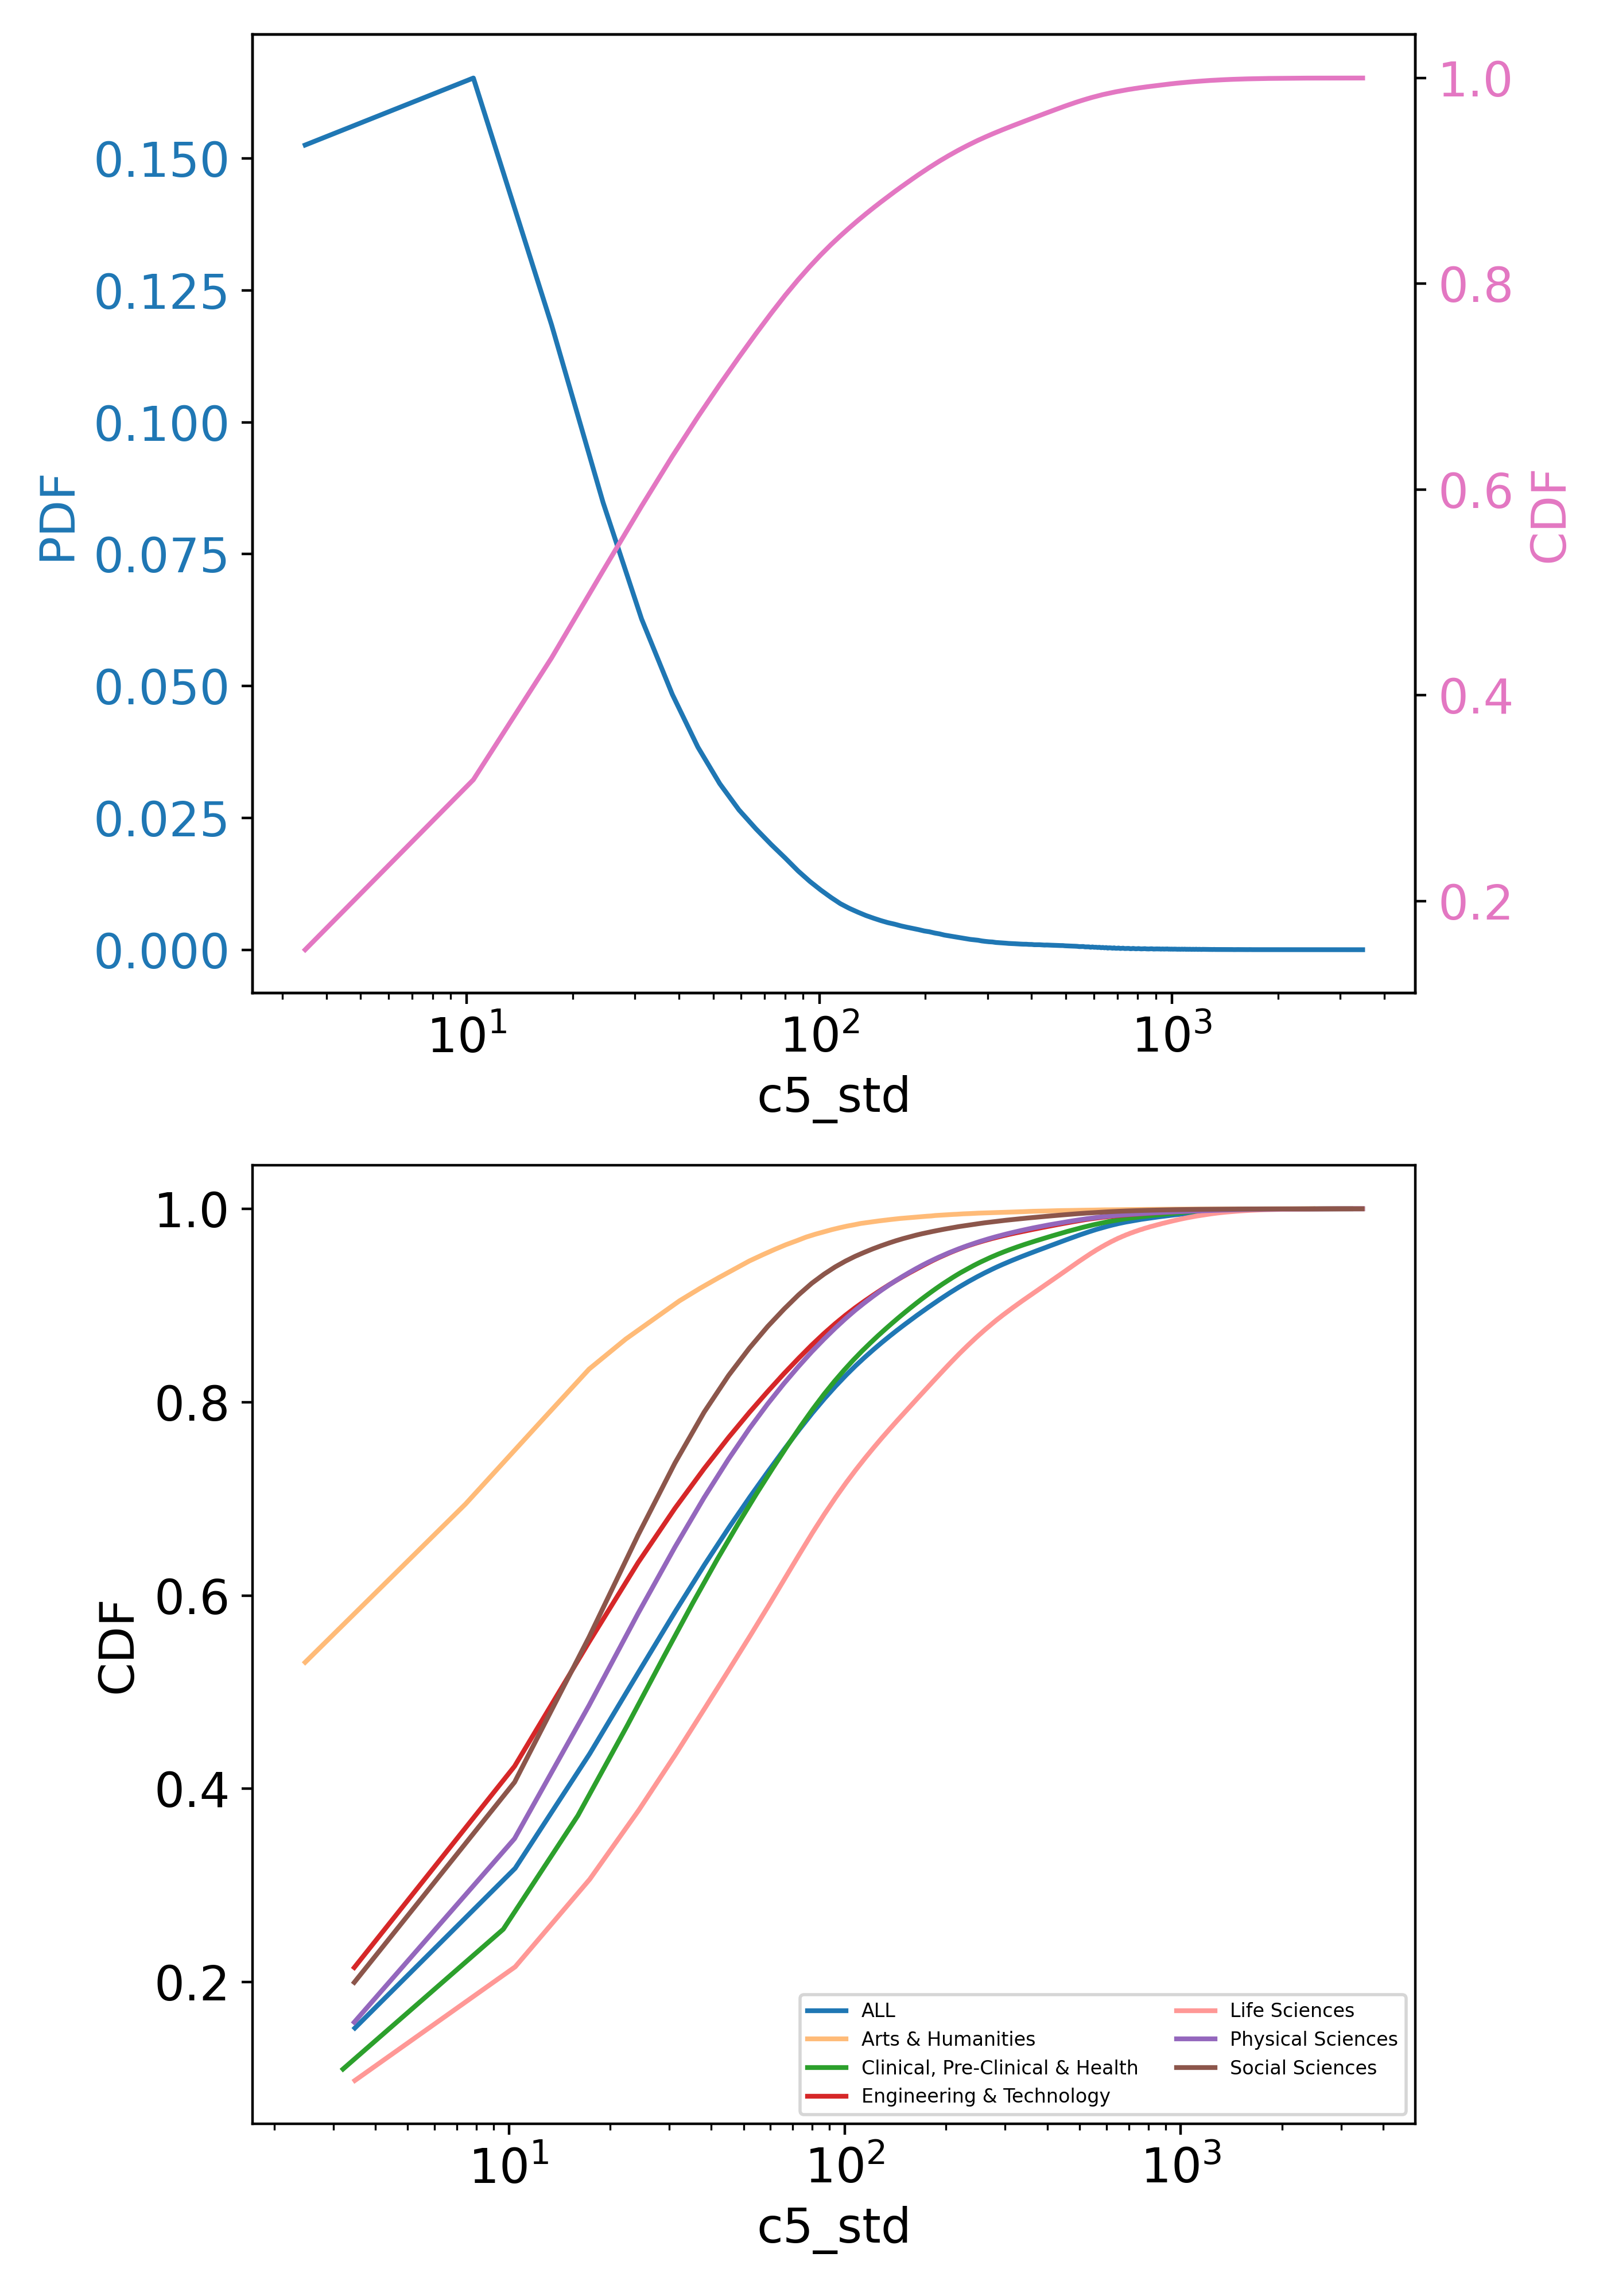 0.150
0.125
0.100
0.075
0.050
0.025
0.000
PDF
1.0
0.8
0.6
0.4
0.2
CDF
10¹ 10² 10³
c5_std
1.0
0.8
0.6
0.4
0.2
CDF
ALL
Arts & Humanities
Clinical, Pre-Clinical & Health
Engineering & Technology
Life Sciences
Physical Sciences
Social Sciences
10¹ 10² 10³
c5_std